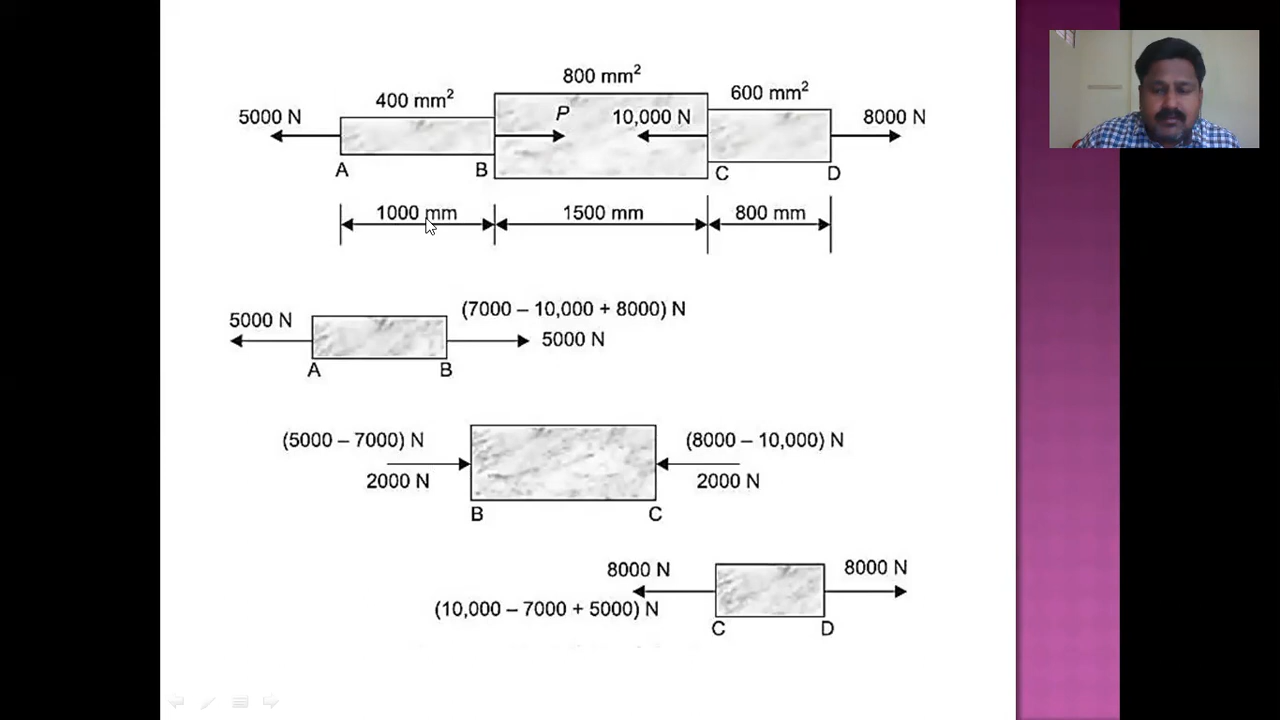 800 mm²
400 mm²
600 mm²
5000 N
P
10,000 N
8000 N
A
B
C
D
1000 mm
1500 mm
800 mm
(7000 – 10,000 + 8000) N
5000 N
5000 N
A
B
(5000 – 7000) N
(8000 – 10,000) N
2000 N
2000 N
B
C
8000 N
8000 N
(10,000 – 7000 + 5000) N
C
D